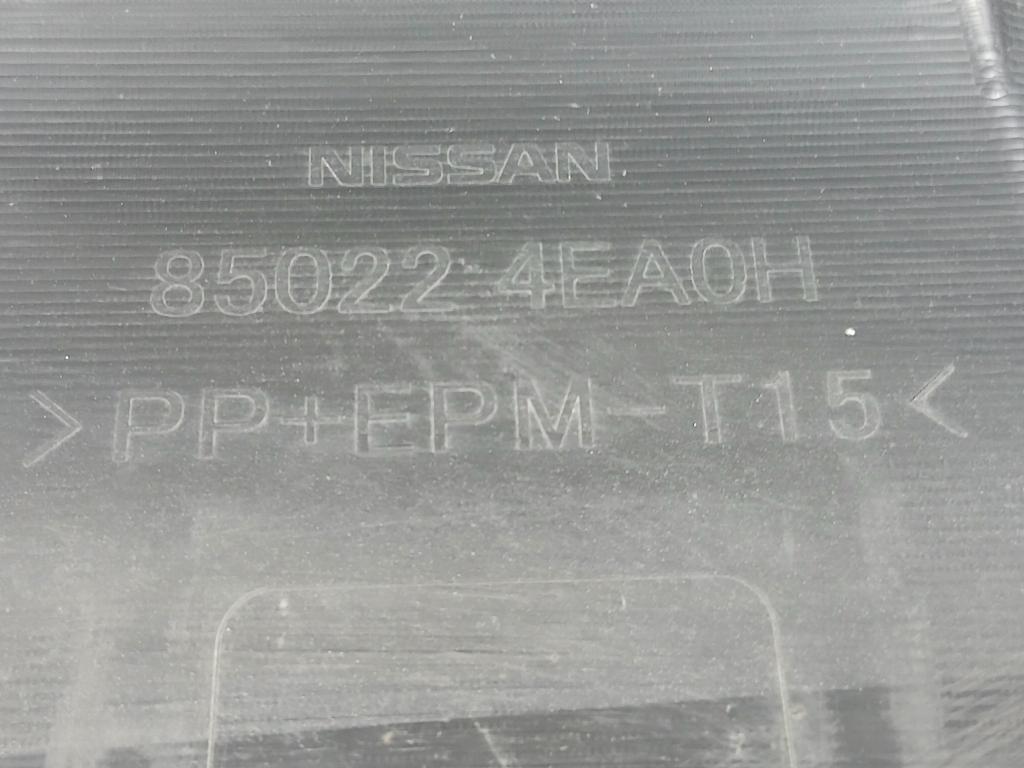 NISSAN
85022 4EA0H
>PP+EPM-T15<